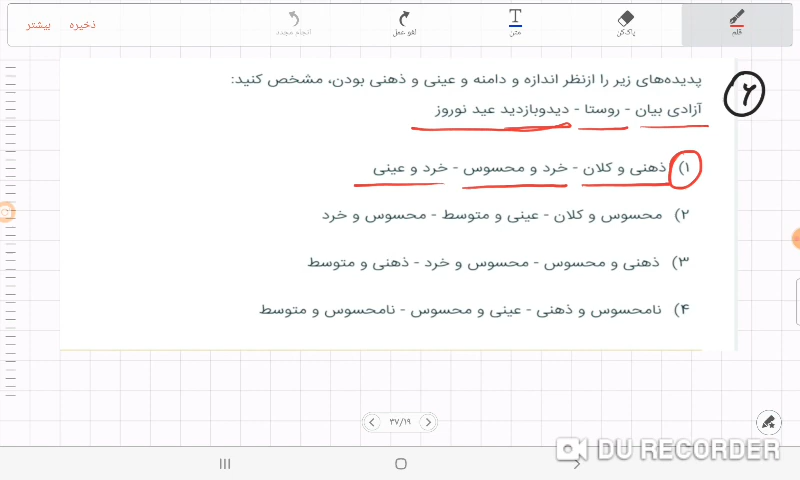 ذخیره
بیشتر
انجام مجدد
لغو عمل
متن
پاک‌کن
قلم
۶
پدیده‌های زیر را ازنظر اندازه و دامنه و عینی و ذهنی بودن، مشخص کنید:
آزادی بیان - روستا - دیدوبازدید عید نوروز
۱) ذهنی و کلان - خرد و محسوس - خرد و عینی
۲) محسوس و کلان - عینی و متوسط - محسوس و خرد
۳) ذهنی و محسوس - محسوس و خرد - ذهنی و متوسط
۴) نامحسوس و ذهنی - عینی و محسوس - نامحسوس و متوسط
۳۷/۱۹
DU RECORDER